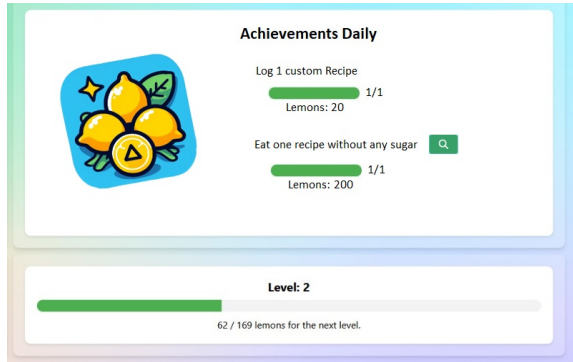 Achievements Daily
Log 1 custom Recipe
1/1
Lemons: 20
Eat one recipe without any sugar
1/1
Lemons: 200
Level: 2
62 / 169 lemons for the next level.